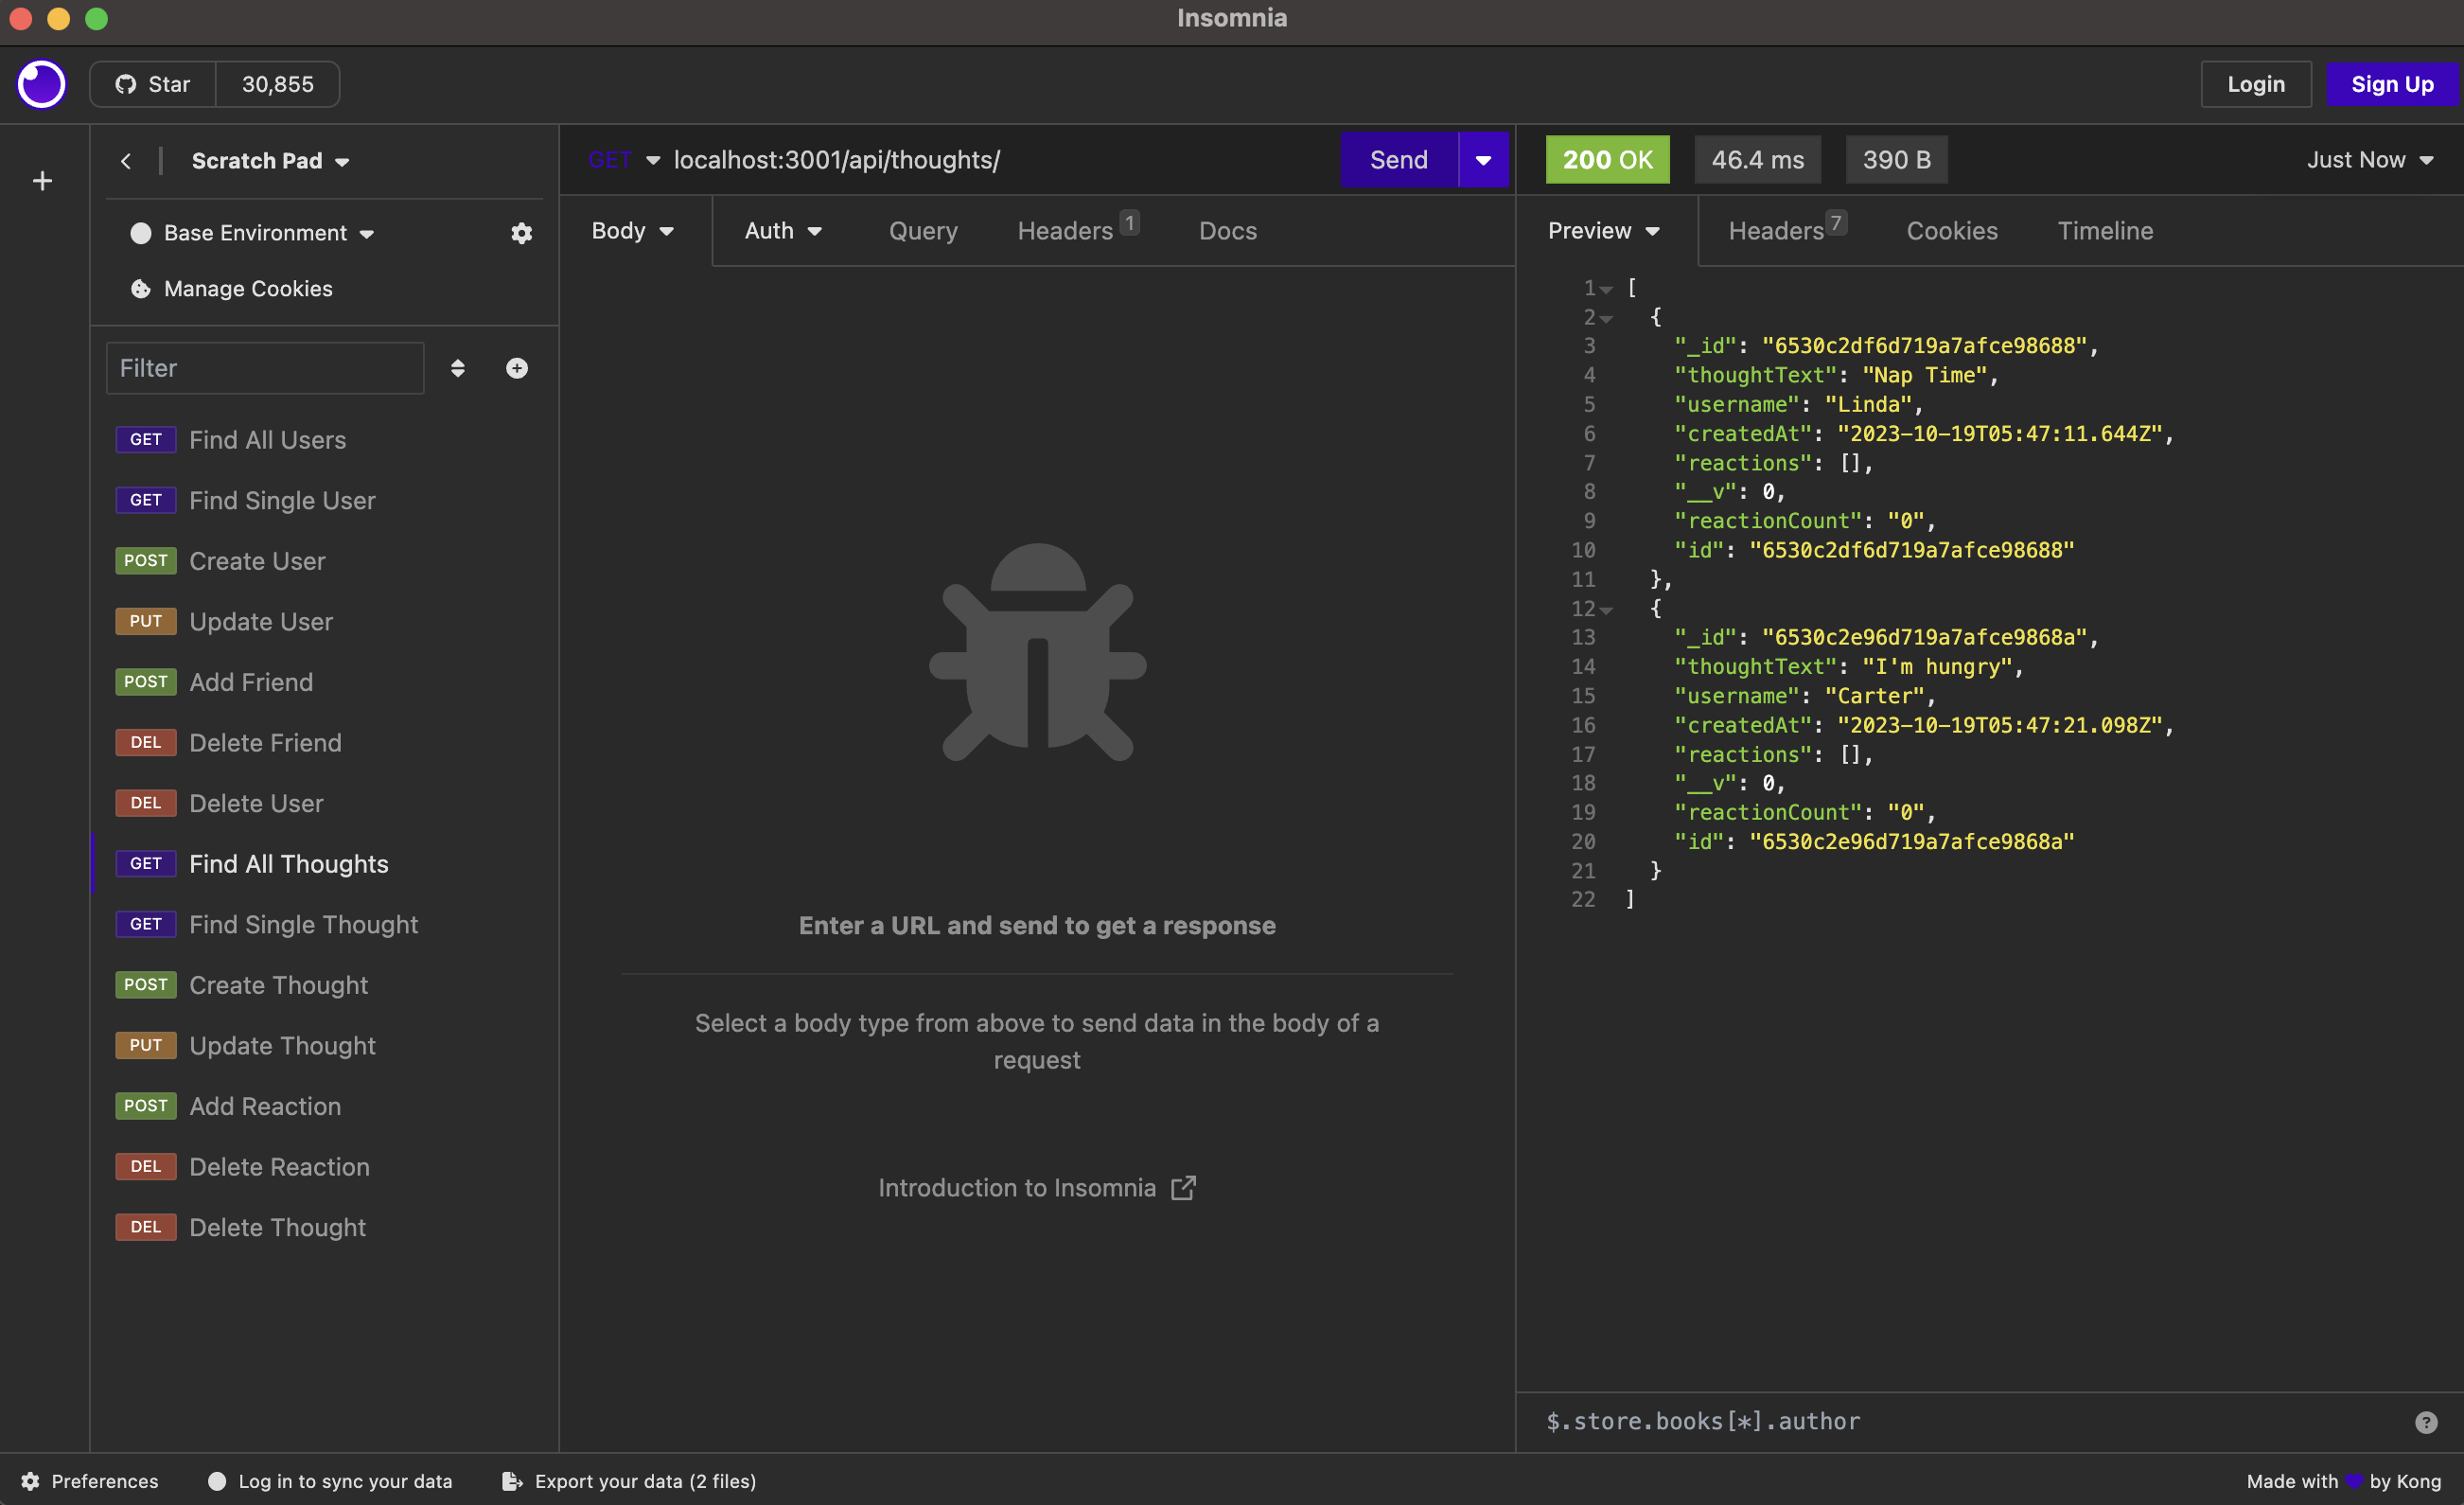 Insomnia
Star 30,855
Login
Sign Up
Scratch Pad
Base Environment
Manage Cookies
Filter
GET Find All Users
GET Find Single User
POST Create User
PUT Update User
POST Add Friend
DEL Delete Friend
DEL Delete User
GET Find All Thoughts
GET Find Single Thought
POST Create Thought
PUT Update Thought
POST Add Reaction
DEL Delete Reaction
DEL Delete Thought
GET localhost:3001/api/thoughts/
Send
Body Auth Query Headers 1 Docs
Enter a URL and send to get a response
Select a body type from above to send data in the body of a
request
Introduction to Insomnia
200 OK 46.4 ms 390 B Just Now
Preview Headers 7 Cookies Timeline
1 [
2 {
3 "_id": "6530c2df6d719a7afce98688",
4 "thoughtText": "Nap Time",
5 "username": "Linda",
6 "createdAt": "2023-10-19T05:47:11.644Z",
7 "reactions": [],
8 "__v": 0,
9 "reactionCount": "0",
10 "id": "6530c2df6d719a7afce98688"
11 },
12 {
13 "_id": "6530c2e96d719a7afce9868a",
14 "thoughtText": "I'm hungry",
15 "username": "Carter",
16 "createdAt": "2023-10-19T05:47:21.098Z",
17 "reactions": [],
18 "__v": 0,
19 "reactionCount": "0",
20 "id": "6530c2e96d719a7afce9868a"
21 }
22 ]
$.store.books[*].author
Preferences
Log in to sync your data
Export your data (2 files)
Made with by Kong